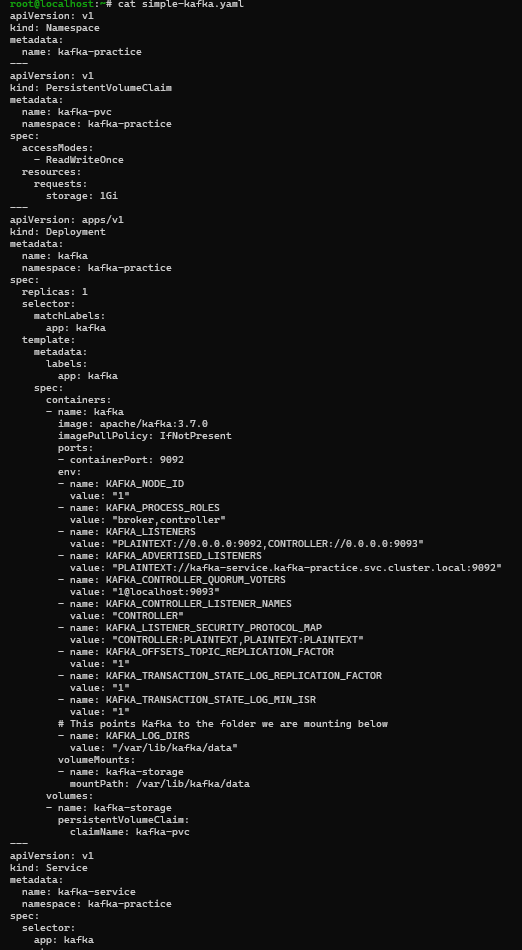 root@localhost:~# cat simple-kafka.yaml
apiVersion: v1
kind: Namespace
metadata:
  name: kafka-practice
---
apiVersion: v1
kind: PersistentVolumeClaim
metadata:
  name: kafka-pvc
  namespace: kafka-practice
spec:
  accessModes:
    - ReadWriteOnce
  resources:
    requests:
      storage: 1Gi
---
apiVersion: apps/v1
kind: Deployment
metadata:
  name: kafka
  namespace: kafka-practice
spec:
  replicas: 1
  selector:
    matchLabels:
      app: kafka
  template:
    metadata:
      labels:
        app: kafka
    spec:
      containers:
      - name: kafka
        image: apache/kafka:3.7.0
        imagePullPolicy: IfNotPresent
        ports:
        - containerPort: 9092
        env:
        - name: KAFKA_NODE_ID
          value: "1"
        - name: KAFKA_PROCESS_ROLES
          value: "broker,controller"
        - name: KAFKA_LISTENERS
          value: "PLAINTEXT://0.0.0.0:9092,CONTROLLER://0.0.0.0:9093"
        - name: KAFKA_ADVERTISED_LISTENERS
          value: "PLAINTEXT://kafka-service.kafka-practice.svc.cluster.local:9092"
        - name: KAFKA_CONTROLLER_QUORUM_VOTERS
          value: "1@localhost:9093"
        - name: KAFKA_CONTROLLER_LISTENER_NAMES
          value: "CONTROLLER"
        - name: KAFKA_LISTENER_SECURITY_PROTOCOL_MAP
          value: "CONTROLLER:PLAINTEXT,PLAINTEXT:PLAINTEXT"
        - name: KAFKA_OFFSETS_TOPIC_REPLICATION_FACTOR
          value: "1"
        - name: KAFKA_TRANSACTION_STATE_LOG_REPLICATION_FACTOR
          value: "1"
        - name: KAFKA_TRANSACTION_STATE_LOG_MIN_ISR
          value: "1"
        # This points Kafka to the folder we are mounting below
        - name: KAFKA_LOG_DIRS
          value: "/var/lib/kafka/data"
        volumeMounts:
        - name: kafka-storage
          mountPath: /var/lib/kafka/data
      volumes:
      - name: kafka-storage
        persistentVolumeClaim:
          claimName: kafka-pvc
---
apiVersion: v1
kind: Service
metadata:
  name: kafka-service
  namespace: kafka-practice
spec:
  selector:
    app: kafka